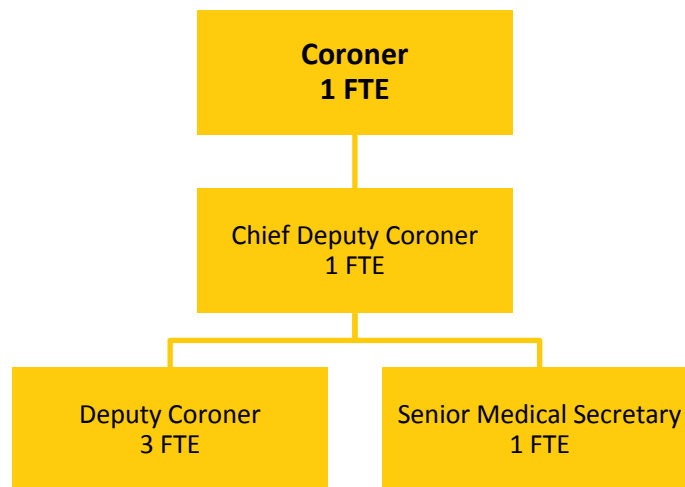 Coroner
1 FTE
Chief Deputy Coroner
1 FTE
Deputy Coroner
3 FTE
Senior Medical Secretary
1 FTE